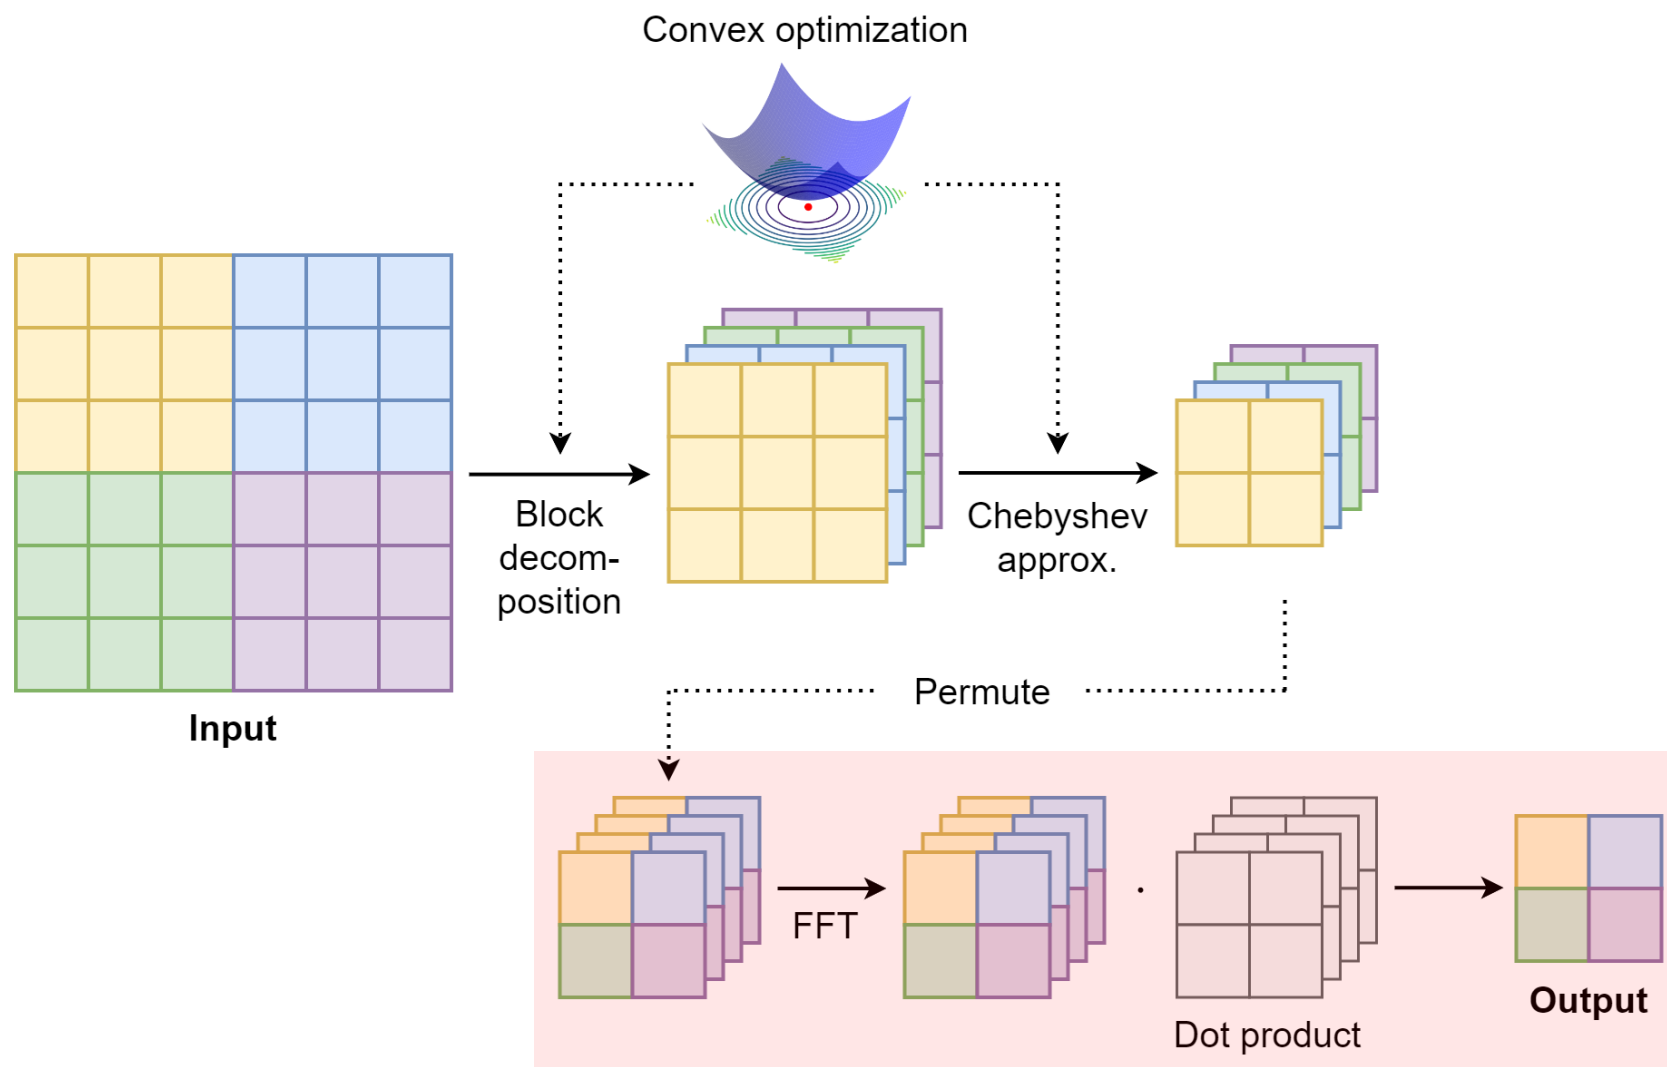 Convex optimization
Block
decom-
position
Chebyshev
approx.
Input
Permute
FFT
.
Dot product
Output